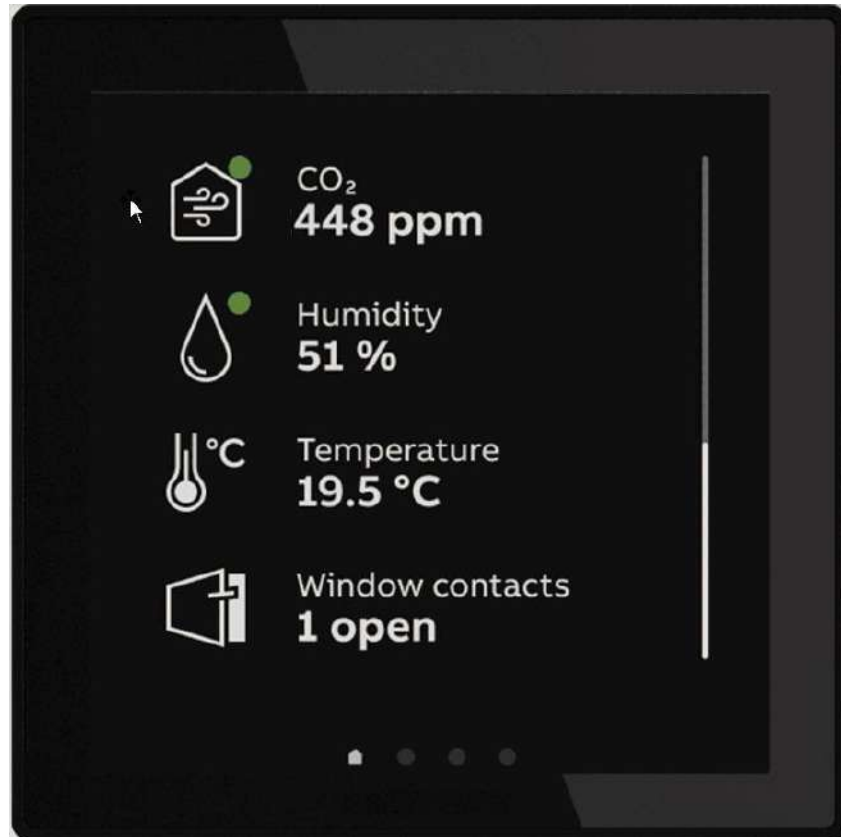 CO₂
448 ppm
Humidity
51 %
°C
Temperature
19.5 °C
Window contacts
1 open